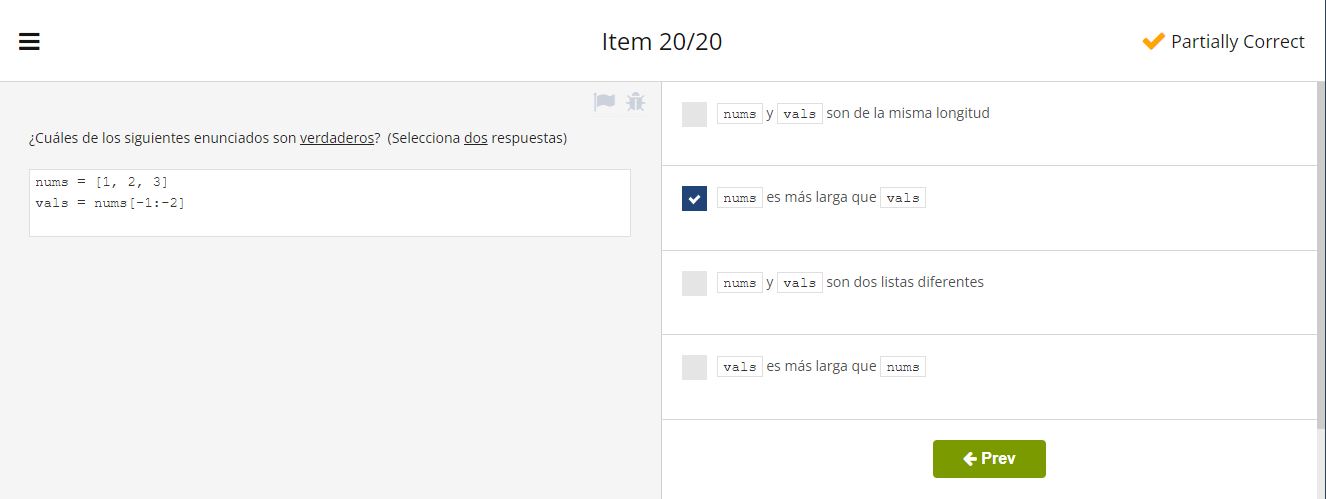 Item 20/20
Partially Correct
¿Cuáles de los siguientes enunciados son verdaderos? (Selecciona dos respuestas)
nums = [1, 2, 3]
vals = nums[-1:-2]
nums y vals son de la misma longitud
nums es más larga que vals
nums y vals son dos listas diferentes
vals es más larga que nums
Prev